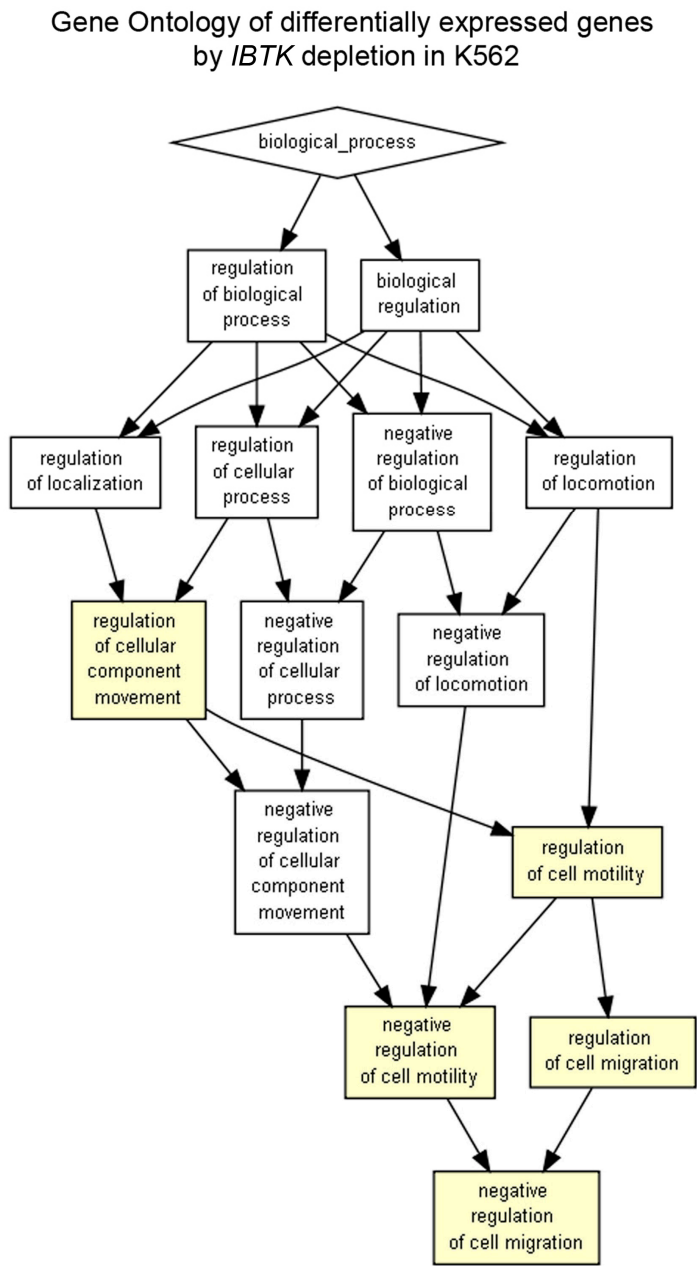 Gene Ontology of differentially expressed genes
by IBTK depletion in K562
biological_process
regulation
of biological
process
biological
regulation
regulation
of localization
regulation
of cellular
process
negative
regulation
of biological
process
regulation
of locomotion
regulation
of cellular
component
movement
negative
regulation
of cellular
process
negative
regulation
of locomotion
negative
regulation
of cellular
component
movement
regulation
of cell motility
negative
regulation
of cell motility
regulation
of cell migration
negative
regulation
of cell migration